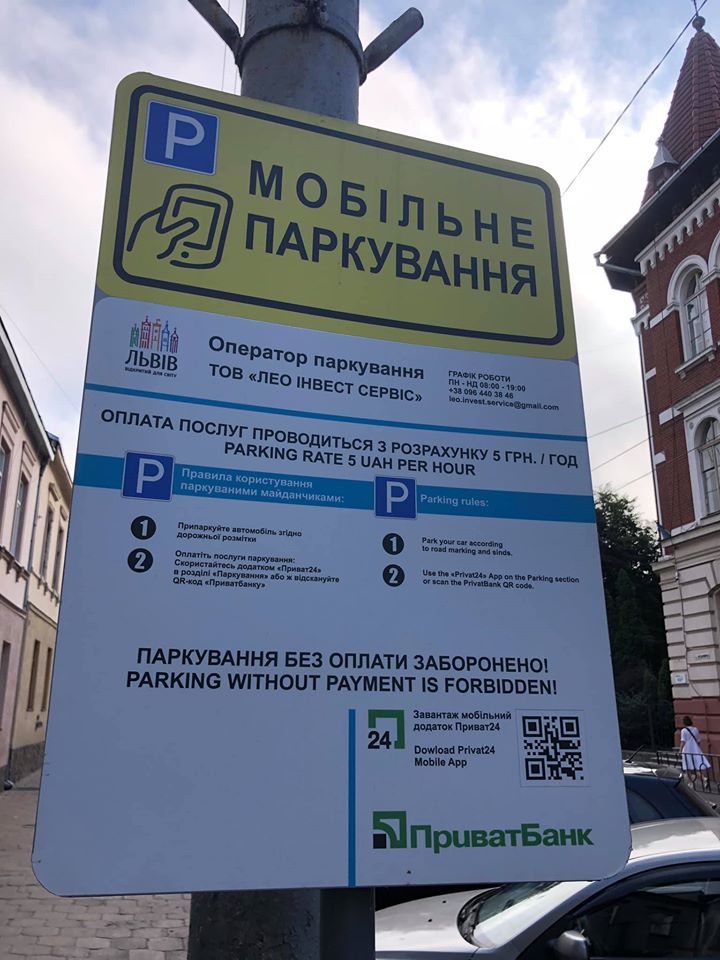 P
МОБІЛЬНЕ
ПАРКУВАННЯ
ЛЬВІВ
ВІДКРИТИЙ ДЛЯ СВІТУ
Оператор паркування
ТОВ «ЛЕО ІНВЕСТ СЕРВІС»
ГРАФІК РОБОТИ
ПН - НД 08:00 - 19:00
+38 096 440 38 46
leo.invest.service@gmail.com
ОПЛАТА ПОСЛУГ ПРОВОДИТЬСЯ З РОЗРАХУНКУ 5 ГРН. / ГОД
PARKING RATE 5 UAH PER HOUR
P
Правила користування
паркуваними майданчиками:
1
Припаркуйте автомобіль згідно
дорожньої розмітки
2
Оплатіть послуги паркування:
Скористайтесь додатком «Приват24»
в розділі «Паркування» або ж відскануйте
QR-код «Приватбанку»
P
Parking rules:
1
Park your car according
to road marking and sinds.
2
Use the «Privat24» App on the Parking section
or scan the PrivatBank QR code.
ПАРКУВАННЯ БЕЗ ОПЛАТИ ЗАБОРОНЕНО!
PARKING WITHOUT PAYMENT IS FORBIDDEN!
24
Завантаж мобільний
додаток Приват24
Dowload Privat24
Mobile App
ПриватБанк